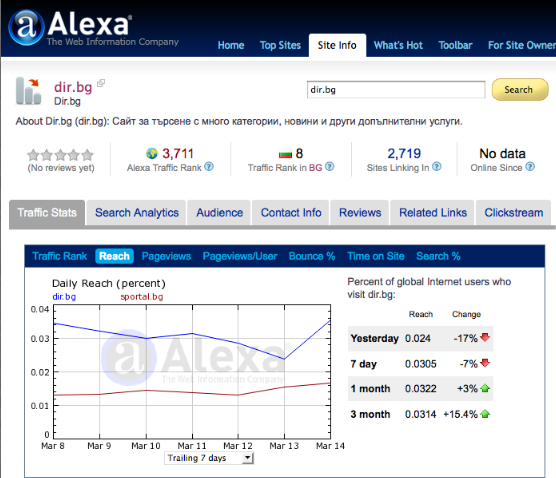 Alexa®
The Web Information Company
Home Top Sites Site Info What's Hot Toolbar For Site Owner
dir.bg
Dir.bg
dir.bg Search
About Dir.bg (dir.bg): Сайт за търсене с много категории, новини и други допълнителни услуги.
(No reviews yet)
3,711
Alexa Traffic Rank ?
8
Traffic Rank in BG ?
2,719
Sites Linking In ?
No data
Online Since ?
Traffic Stats Search Analytics Audience Contact Info Reviews Related Links Clickstream
Traffic Rank Reach Pageviews Pageviews/User Bounce % Time on Site Search %
Daily Reach (percent)
dir.bg sportal.bg
0.04
0.03
0.02
0.01
0
Alexa®
The Web Information Company
Mar 8 Mar 9 Mar 10 Mar 11 Mar 12 Mar 13 Mar 14
Trailing 7 days
Percent of global Internet users who
visit dir.bg:
Reach Change
Yesterday 0.024 -17%
7 day 0.0305 -7%
1 month 0.0322 +3%
3 month 0.0314 +15.4%